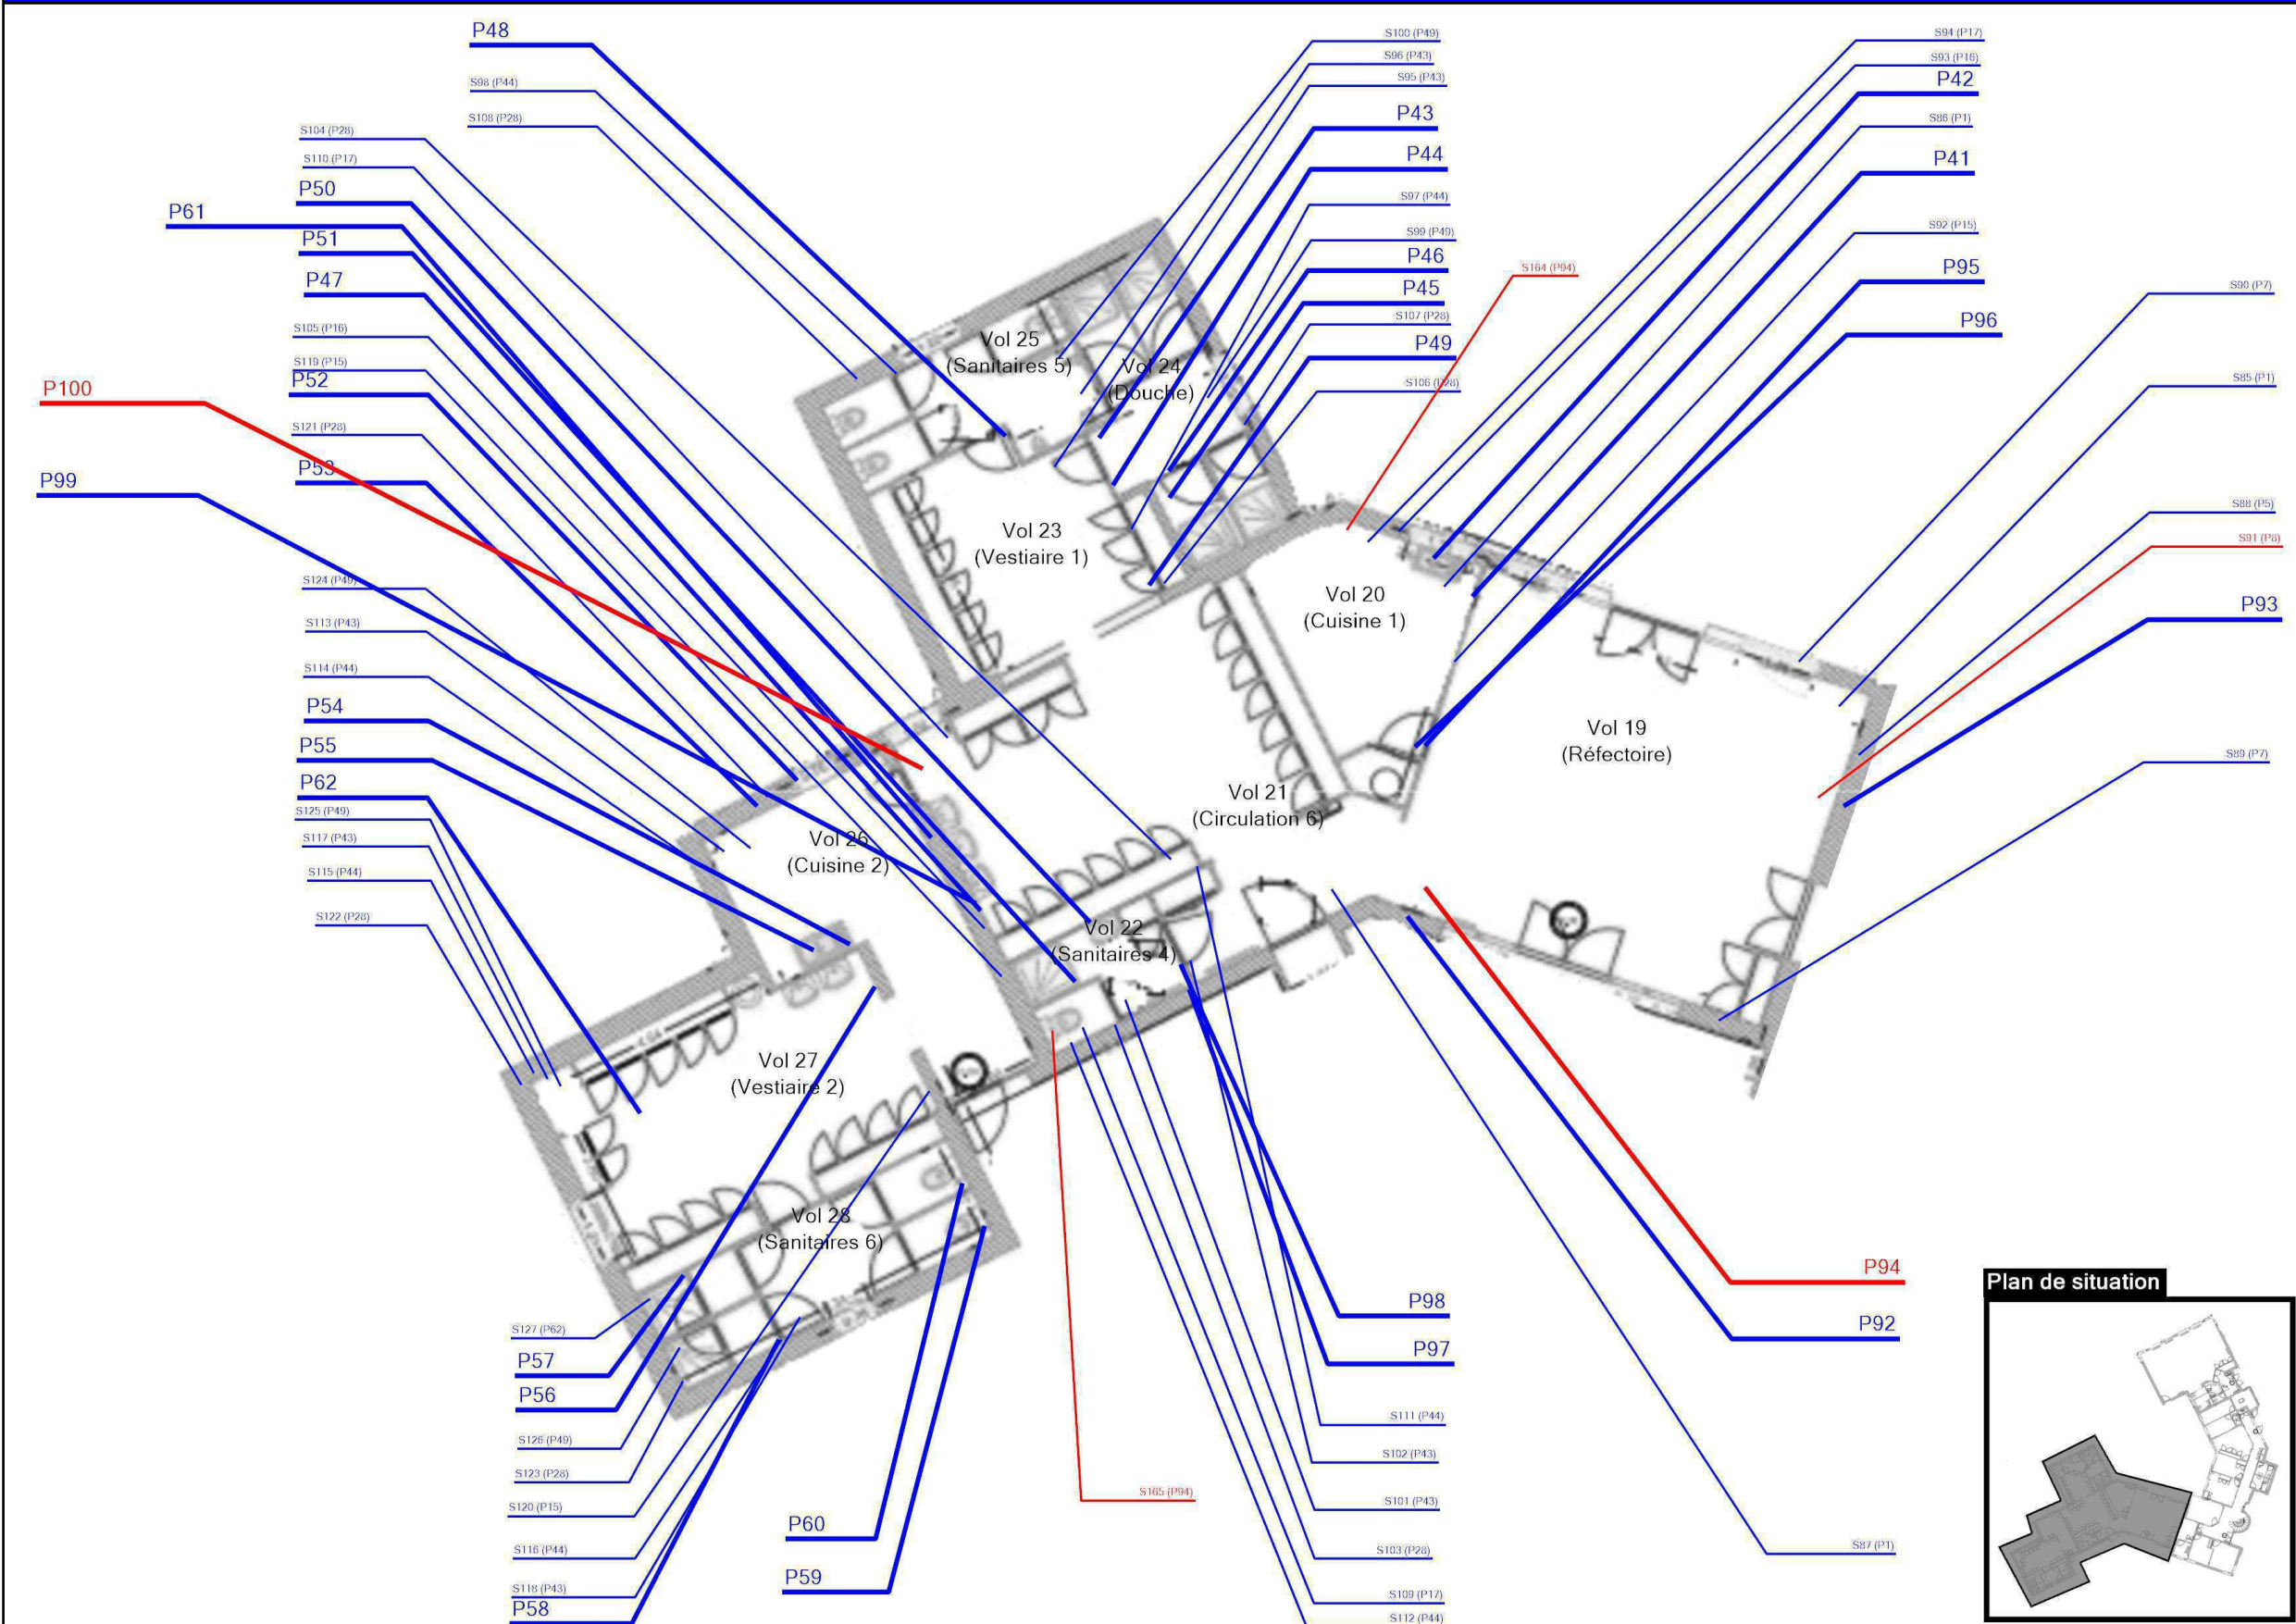 P48
S98 (P44)
S108 (P28)
S104 (P28)
S110 (P17)
P50
P61
P51
P47
S105 (P16)
S119 (P15)
P52
P100
S121 (P28)
P53
P99
S124 (P49)
S113 (P43)
S114 (P44)
P54
P55
P62
S125 (P49)
S117 (P43)
S115 (P44)
S122 (P28)
S100 (P49)
S96 (P43)
S95 (P43)
P43
P44
S97 (P44)
S99 (P49)
P46
P45
S107 (P28)
P49
S106 (P28)
S164 (P94)
S94 (P17)
S93 (P16)
P42
S86 (P1)
P41
S92 (P15)
P95
P96
S90 (P7)
S85 (P1)
S88 (P5)
S91 (P8)
P93
S89 (P7)
Vol 25
(Sanitaires 5)
Vol 24
(Douche)
Vol 23
(Vestiaire 1)
Vol 20
(Cuisine 1)
Vol 19
(Réfectoire)
Vol 21
(Circulation 6)
Vol 26
(Cuisine 2)
Vol 22
(Sanitaires 4)
Vol 27
(Vestiaire 2)
Vol 28
(Sanitaires 6)
S127 (P62)
P57
P56
S126 (P49)
S123 (P28)
S120 (P15)
S116 (P44)
S118 (P43)
P58
P60
P59
S165 (P94)
P98
P97
S111 (P44)
S102 (P43)
S101 (P43)
S103 (P28)
S109 (P17)
S112 (P44)
P94
P92
S87 (P1)
Plan de situation